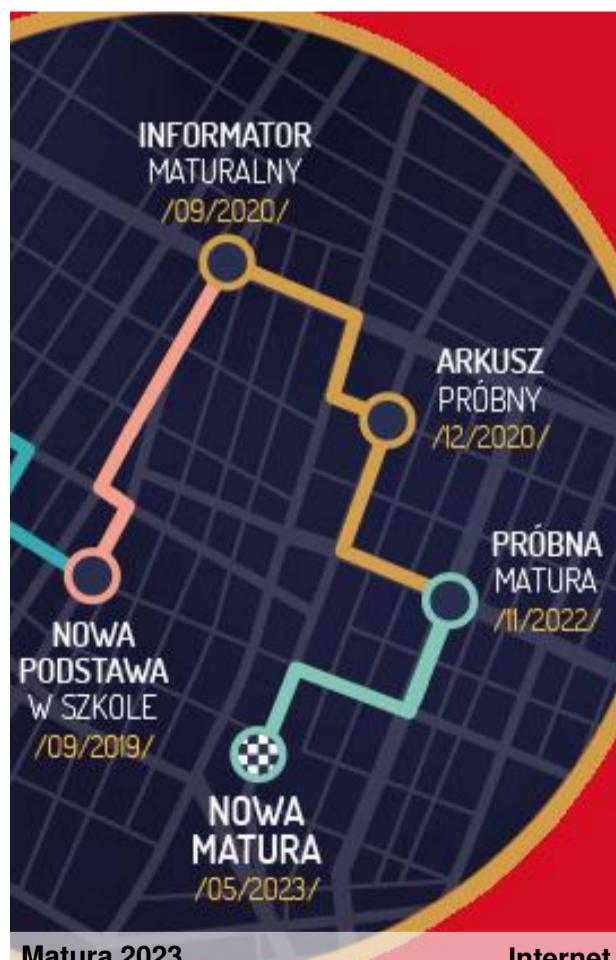 INFORMATOR
MATURALNY
/09/2020/
ARKUSZ
PRÓBNY
/12/2020/
PRÓBNA
MATURA
/11/2022/
NOWA
PODSTAWA
W SZKOLE
/09/2019/
NOWA
MATURA
/05/2023/
Matura 2023
Internet